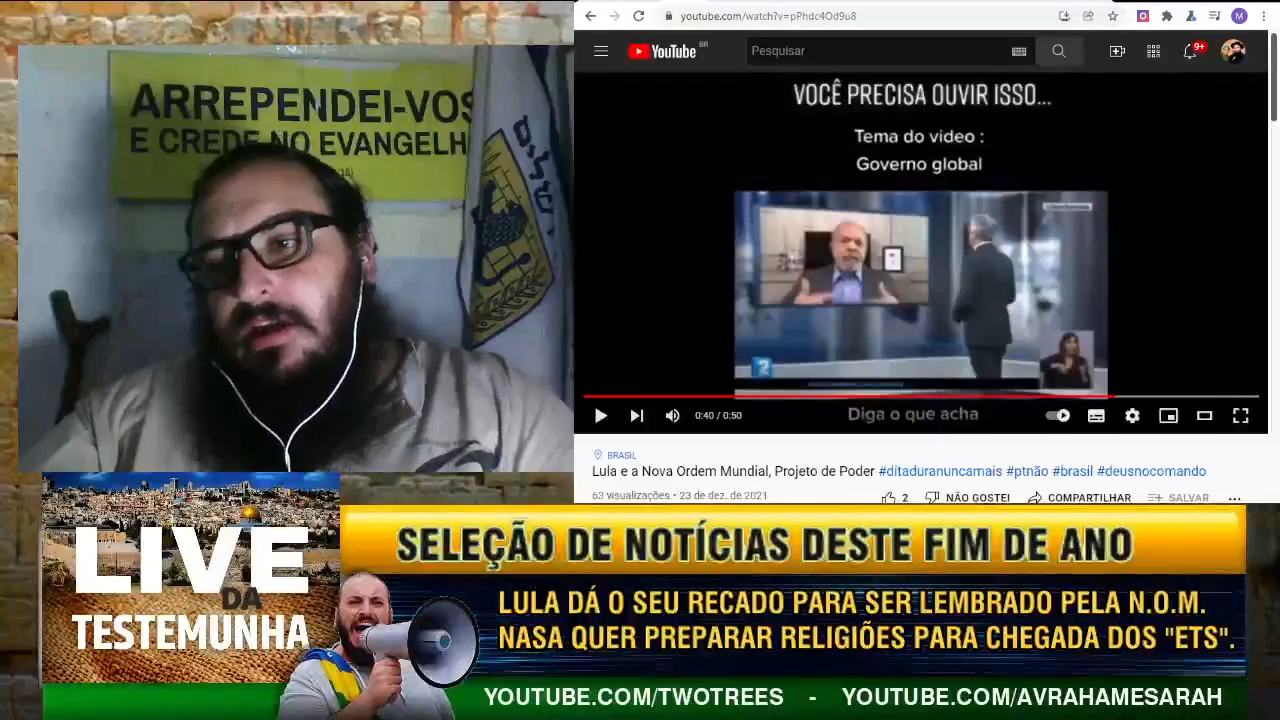 youtube.com/watch?v=pPhdc4Od9u8
M
YouTube BR
Pesquisar
9+
ARREPENDEI-VOS
E CREDE NO EVANGELH
VOCÊ PRECISA OUVIR ISSO...
Tema do video :
Governo global
2
Diga o que acha
0:40 / 0:50
BRASIL
Lula e a Nova Ordem Mundial, Projeto de Poder #ditaduranuncamais #ptnão #brasil #deusnocomando
63 visualizações • 23 de dez. de 2021
2 NÃO GOSTEI COMPARTILHAR SALVAR ...
LIVE
DA
TESTEMUNHA
SELEÇÃO DE NOTÍCIAS DESTE FIM DE ANO
LULA DÁ O SEU RECADO PARA SER LEMBRADO PELA N.O.M.
NASA QUER PREPARAR RELIGIÕES PARA CHEGADA DOS "ETS".
YOUTUBE.COM/TWOTREES - YOUTUBE.COM/AVRAHAMESARAH